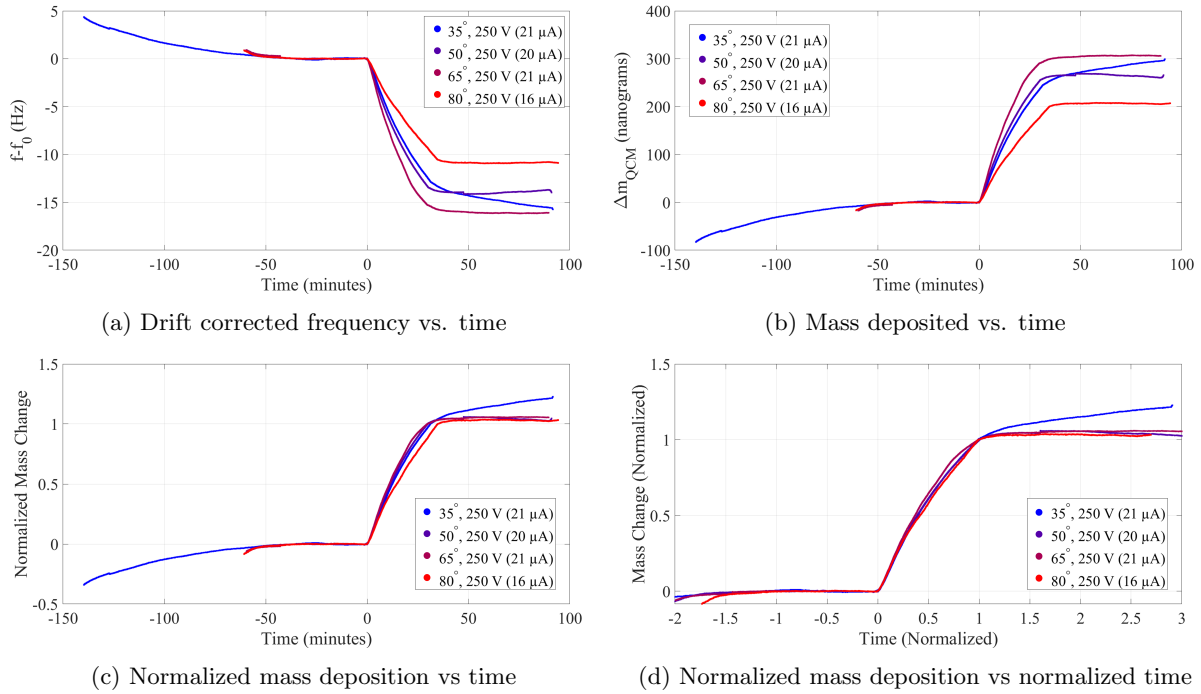 5
0
-5
-10
-15
-20
f-f0 (Hz)
35°, 250 V (21 µA)
50°, 250 V (20 µA)
65°, 250 V (21 µA)
80°, 250 V (16 µA)
-150 -100 -50 0 50 100
Time (minutes)
(a) Drift corrected frequency vs. time
400
300
200
100
0
-100
ΔmQCM (nanograms)
35°, 250 V (21 µA)
50°, 250 V (20 µA)
65°, 250 V (21 µA)
80°, 250 V (16 µA)
-150 -100 -50 0 50 100
Time (minutes)
(b) Mass deposited vs. time
1.5
1
0.5
0
-0.5
Normalized Mass Change
35°, 250 V (21 µA)
50°, 250 V (20 µA)
65°, 250 V (21 µA)
80°, 250 V (16 µA)
-150 -100 -50 0 50 100
Time (minutes)
(c) Normalized mass deposition vs time
1.5
1
0.5
0
Mass Change (Normalized)
35°, 250 V (21 µA)
50°, 250 V (20 µA)
65°, 250 V (21 µA)
80°, 250 V (16 µA)
-2 -1.5 -1 -0.5 0 0.5 1 1.5 2 2.5 3
Time (Normalized)
(d) Normalized mass deposition vs normalized time